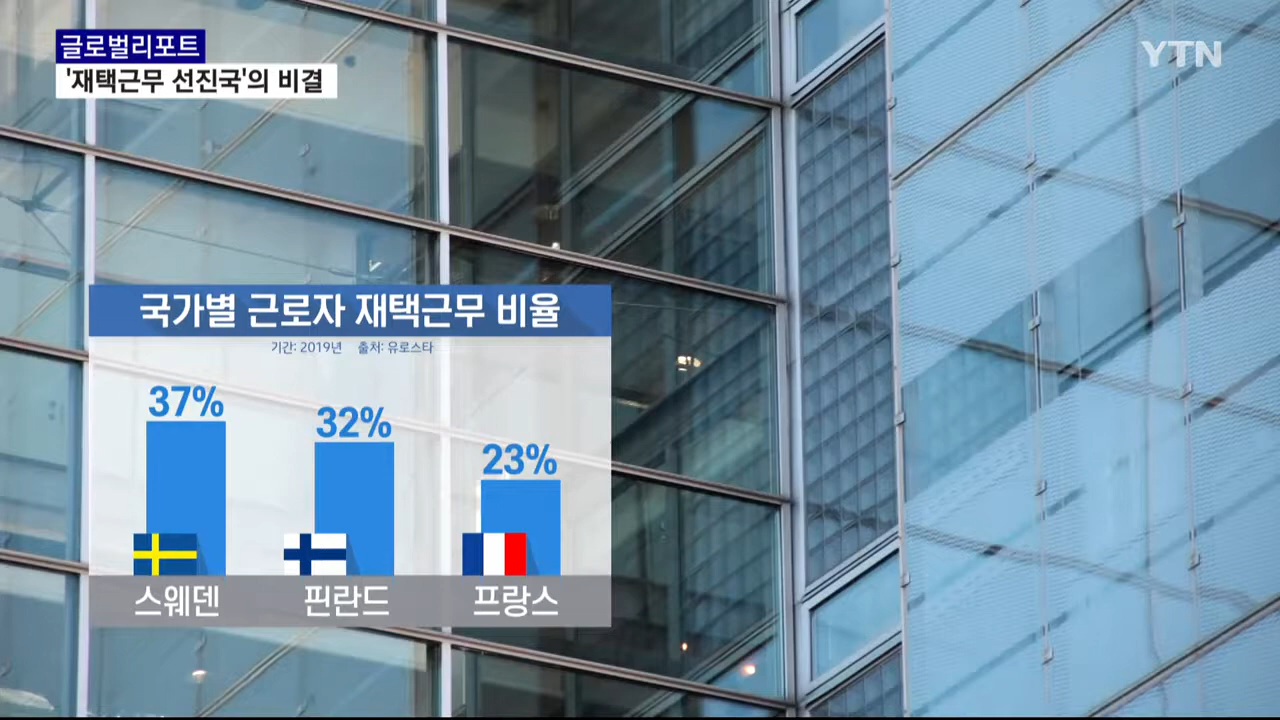 글로벌리포트
'재택근무 선진국'의 비결
YTN
국가별 근로자 재택근무 비율
기간: 2019년 출처: 유로스타
37%
32%
23%
스웨덴
핀란드
프랑스